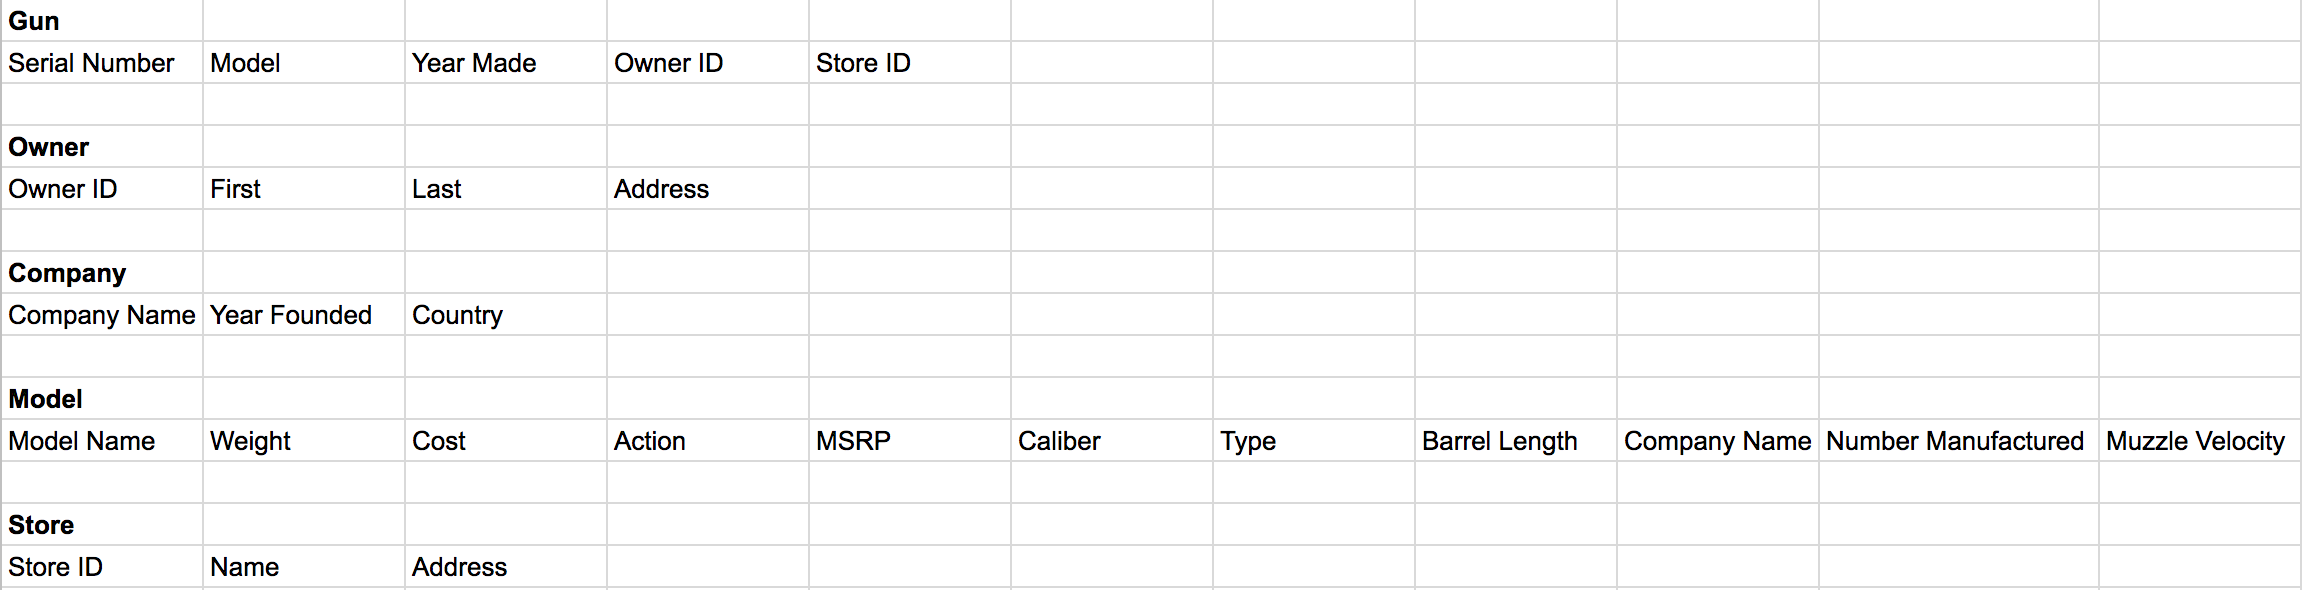 Gun
Serial Number Model Year Made Owner ID Store ID
Owner
Owner ID First Last Address
Company
Company Name Year Founded Country
Model
Model Name Weight Cost Action MSRP Caliber Type Barrel Length Company Name Number Manufactured Muzzle Velocity
Store
Store ID Name Address